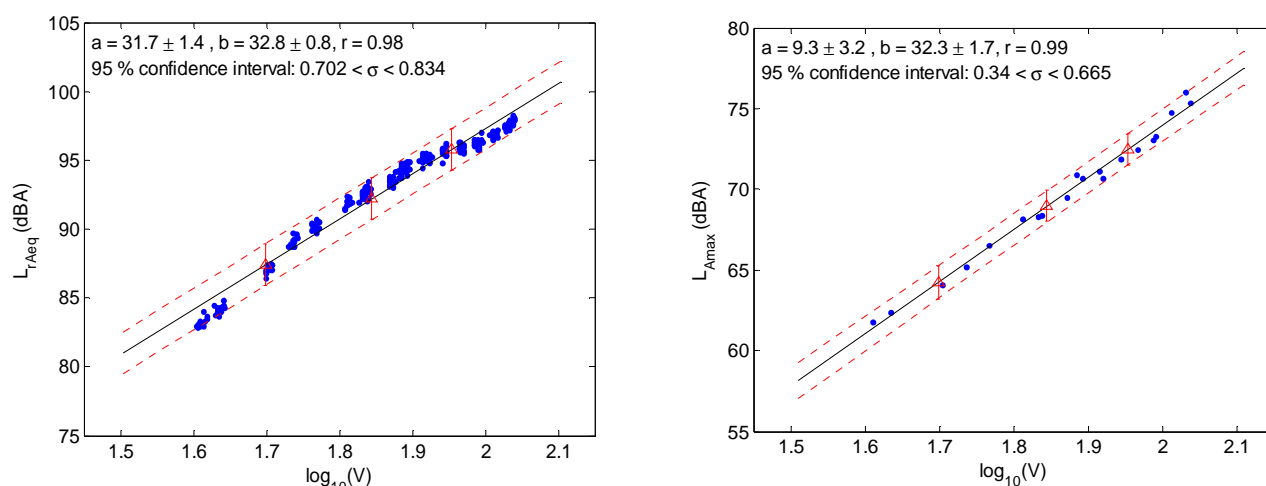 a = 31.7 ± 1.4 , b = 32.8 ± 0.8, r = 0.98
95 % confidence interval: 0.702 < σ < 0.834
105
100
95
90
85
80
75
L_rAeq (dBA)
1.5 1.6 1.7 1.8 1.9 2 2.1
log10(V)
a = 9.3 ± 3.2 , b = 32.3 ± 1.7, r = 0.99
95 % confidence interval: 0.34 < σ < 0.665
80
75
70
65
60
55
L_Amax (dBA)
1.5 1.6 1.7 1.8 1.9 2 2.1
log10(V)